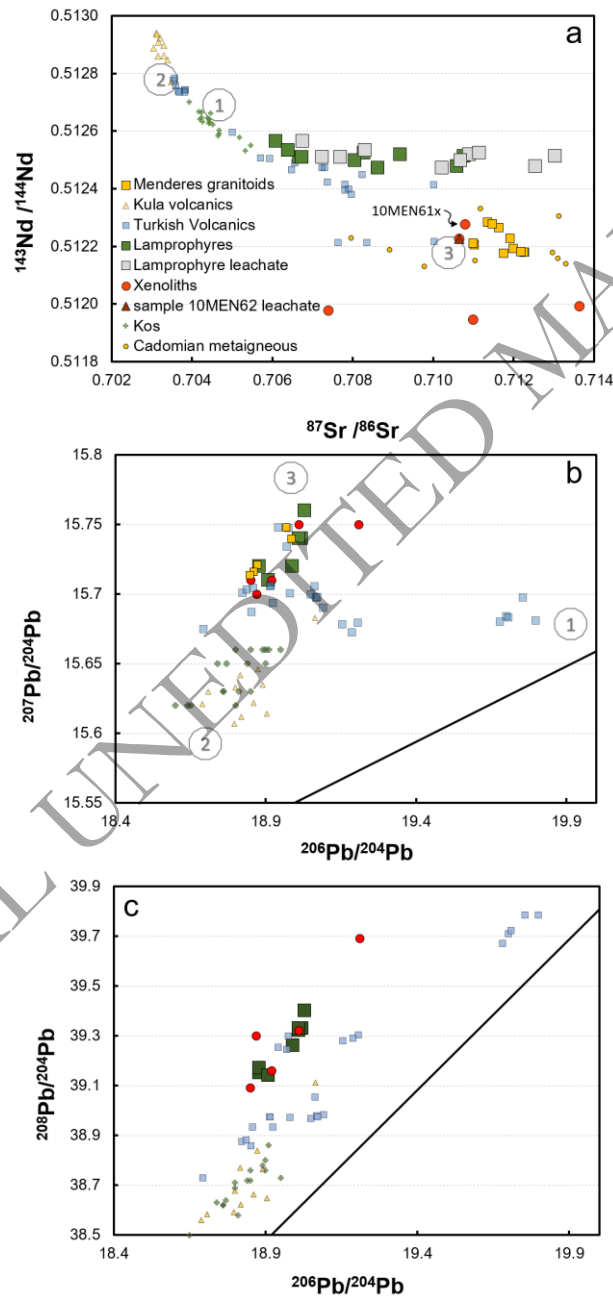 a
0.5130
0.5128
0.5126
0.5124
0.5122
0.5120
0.5118
143Nd /144Nd
2
1
3
Menderes granitoids
Kula volcanics
Turkish Volcanics
Lamprophyres
Lamprophyre leachate
Xenoliths
sample 10MEN62 leachate
Kos
Cadomian metaigneous
10MEN61x
0.702 0.704 0.706 0.708 0.710 0.712 0.714
87Sr /86Sr
b
15.8
15.75
15.7
15.65
15.6
15.55
207Pb/204Pb
3
1
2
18.4 18.9 19.4 19.9
206Pb/204Pb
c
39.9
39.7
39.5
39.3
39.1
38.9
38.7
38.5
208Pb/204Pb
18.4 18.9 19.4 19.9
206Pb/204Pb
UNEDITED